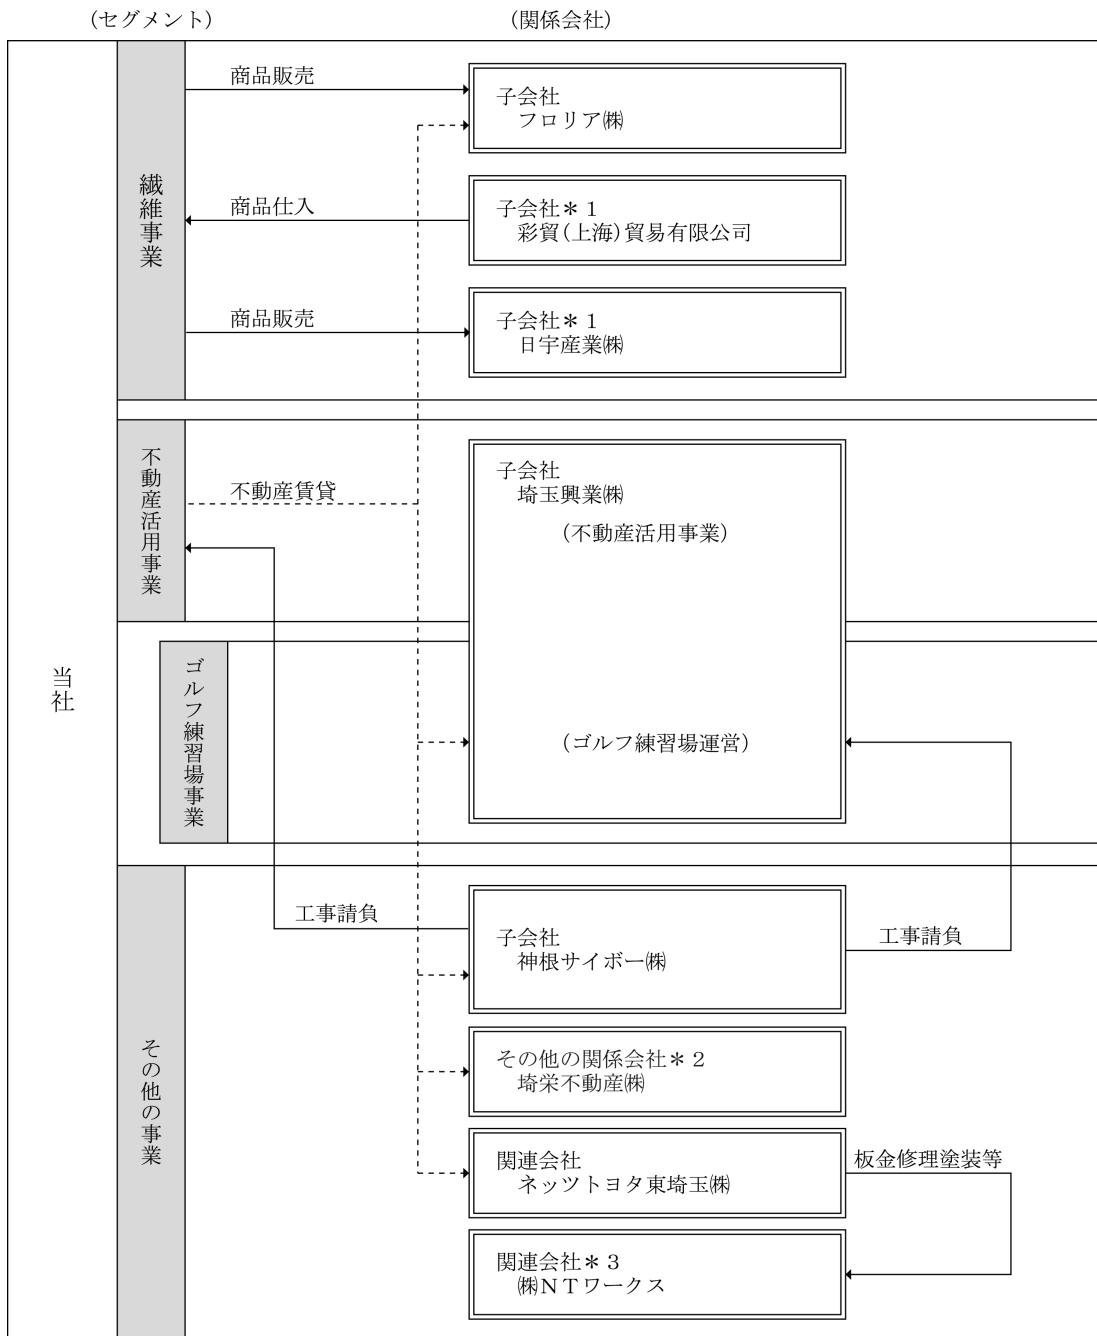 （セグメント）
（関係会社）
当社
繊維事業
商品販売
子会社
フロリア㈱
商品仕入
子会社＊１
彩貿(上海)貿易有限公司
商品販売
子会社＊１
日宇産業㈱
不動産活用事業
不動産賃貸
子会社
埼玉興業㈱
（不動産活用事業）
ゴルフ練習場事業
（ゴルフ練習場運営）
その他の事業
工事請負
子会社
神根サイボー㈱
工事請負
その他の関係会社＊２
埼栄不動産㈱
関連会社
ネッツトヨタ東埼玉㈱
板金修理塗装等
関連会社＊３
㈱ＮＴワークス